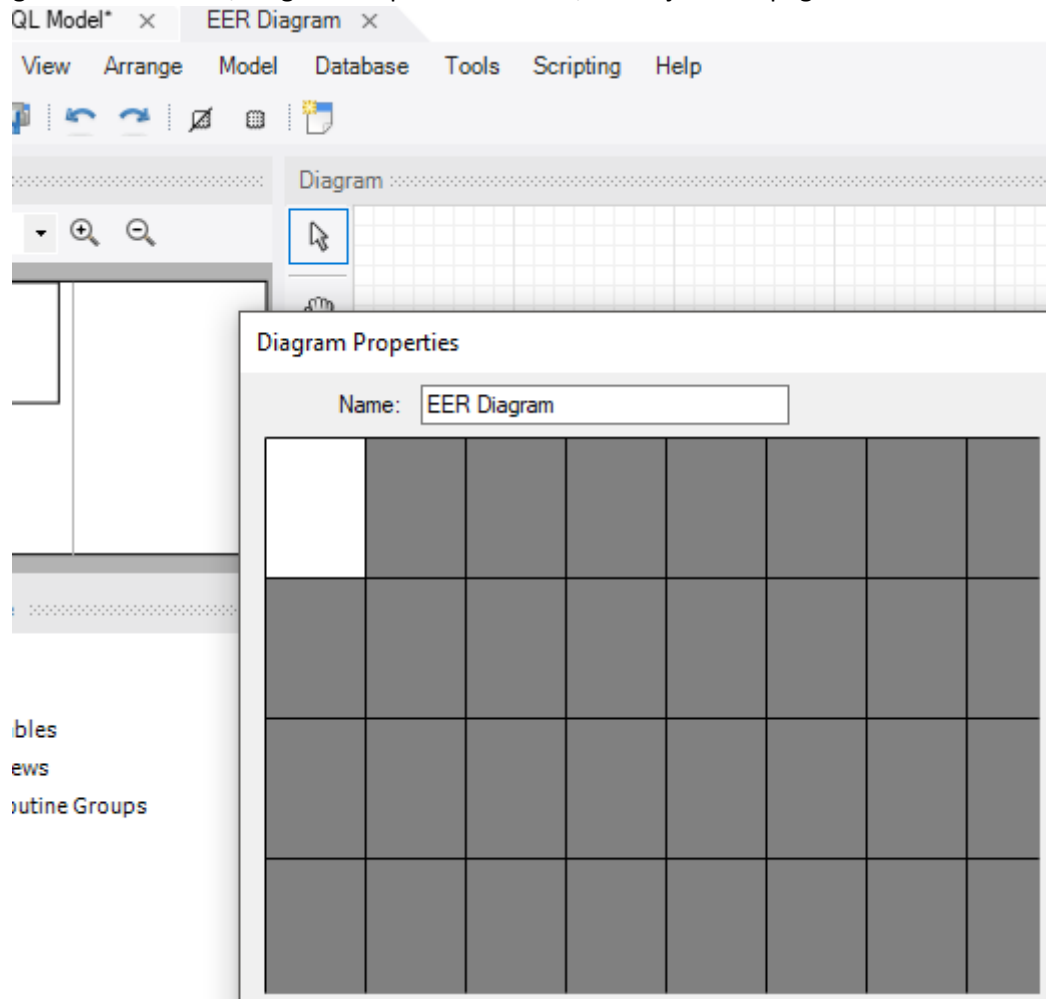 QL Model* × EER Diagram ×
View Arrange Model Database Tools Scripting Help
Diagram
Diagram Properties
Name: EER Diagram
bles
ews
outine Groups